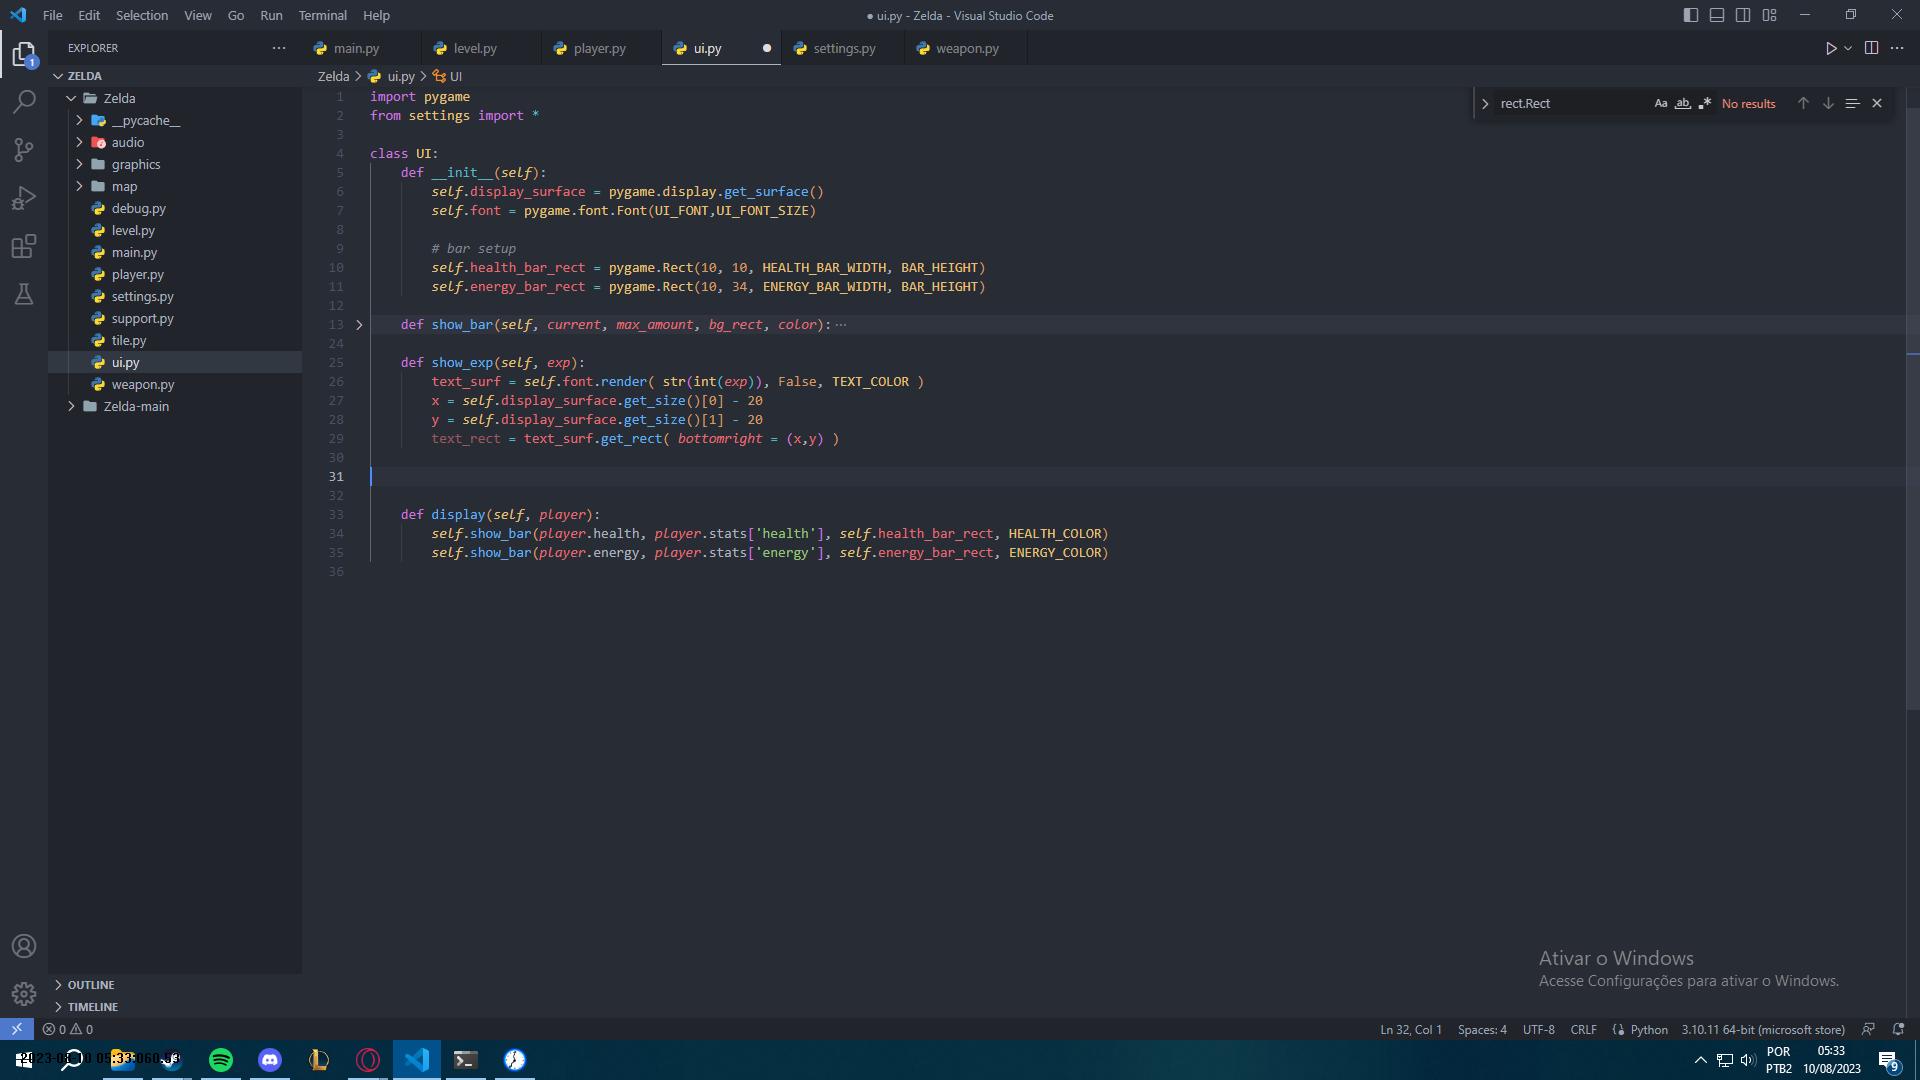 File Edit Selection View Go Run Terminal Help
● ui.py - Zelda - Visual Studio Code
EXPLORER
main.py
level.py
player.py
ui.py
settings.py
weapon.py
ZELDA
Zelda
__pycache__
audio
graphics
map
debug.py
level.py
main.py
player.py
settings.py
support.py
tile.py
ui.py
weapon.py
Zelda-main
OUTLINE
TIMELINE
1
Zelda > ui.py > UI
rect.Rect
Aa ab .* No results
1 import pygame
2 from settings import *
3
4 class UI:
5 def __init__(self):
6 self.display_surface = pygame.display.get_surface()
7 self.font = pygame.font.Font(UI_FONT,UI_FONT_SIZE)
8
9 # bar setup
10 self.health_bar_rect = pygame.Rect(10, 10, HEALTH_BAR_WIDTH, BAR_HEIGHT)
11 self.energy_bar_rect = pygame.Rect(10, 34, ENERGY_BAR_WIDTH, BAR_HEIGHT)
12
13 def show_bar(self, current, max_amount, bg_rect, color):···
24
25 def show_exp(self, exp):
26 text_surf = self.font.render( str(int(exp)), False, TEXT_COLOR )
27 x = self.display_surface.get_size()[0] - 20
28 y = self.display_surface.get_size()[1] - 20
29 text_rect = text_surf.get_rect( bottomright = (x,y) )
30
31
32
33 def display(self, player):
34 self.show_bar(player.health, player.stats['health'], self.health_bar_rect, HEALTH_COLOR)
35 self.show_bar(player.energy, player.stats['energy'], self.energy_bar_rect, ENERGY_COLOR)
36
Ativar o Windows
Acesse Configurações para ativar o Windows.
0 0
Ln 32, Col 1 Spaces: 4 UTF-8 CRLF Python 3.10.11 64-bit (microsoft store)
POR
PTB2
05:33
10/08/2023
9